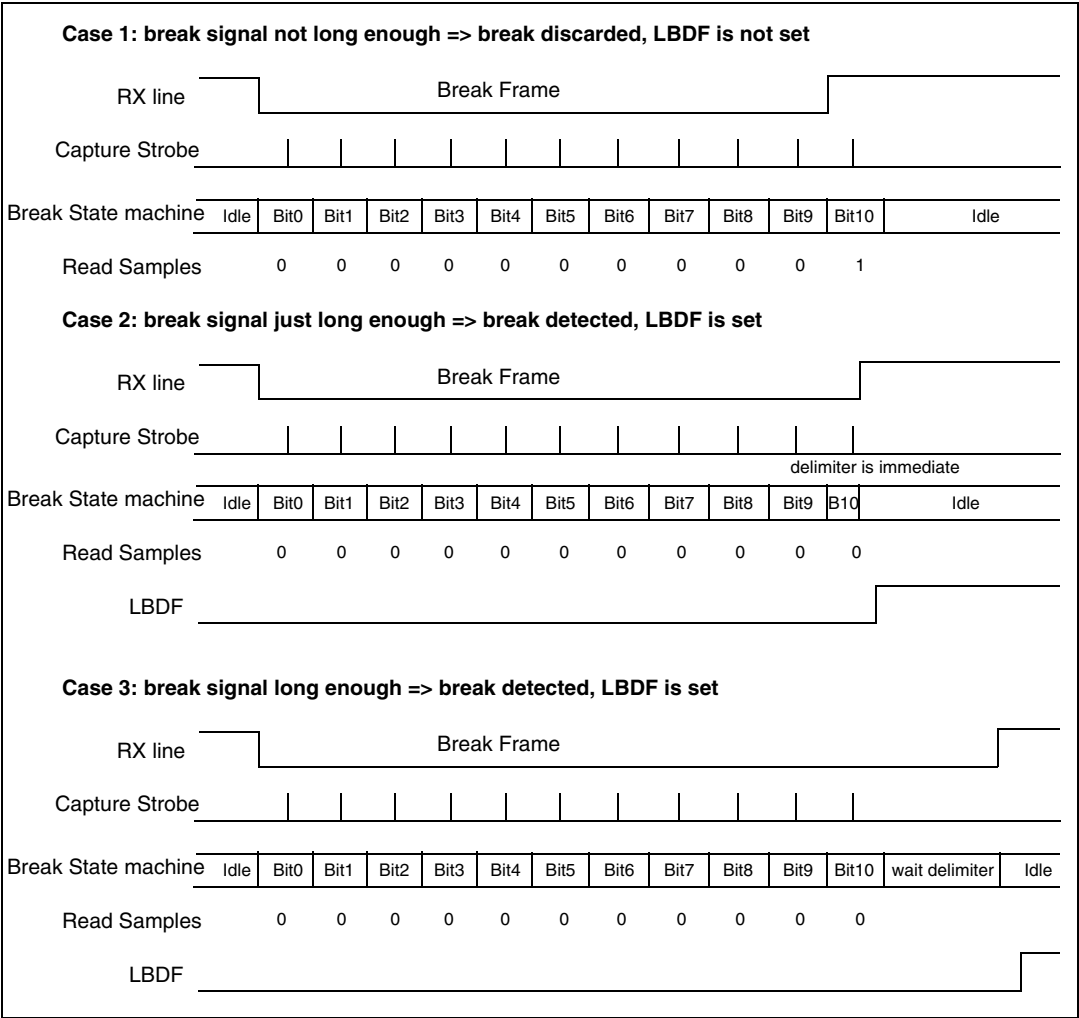 Case 1: break signal not long enough => break discarded, LBDF is not set
RX line
Break Frame
Capture Strobe
Break State machine Idle Bit0 Bit1 Bit2 Bit3 Bit4 Bit5 Bit6 Bit7 Bit8 Bit9 Bit10 Idle
Read Samples 0 0 0 0 0 0 0 0 0 0 1
Case 2: break signal just long enough => break detected, LBDF is set
RX line
Break Frame
Capture Strobe
delimiter is immediate
Break State machine Idle Bit0 Bit1 Bit2 Bit3 Bit4 Bit5 Bit6 Bit7 Bit8 Bit9 B10 Idle
Read Samples 0 0 0 0 0 0 0 0 0 0 0
LBDF
Case 3: break signal long enough => break detected, LBDF is set
RX line
Break Frame
Capture Strobe
Break State machine Idle Bit0 Bit1 Bit2 Bit3 Bit4 Bit5 Bit6 Bit7 Bit8 Bit9 Bit10 wait delimiter Idle
Read Samples 0 0 0 0 0 0 0 0 0 0 0
LBDF